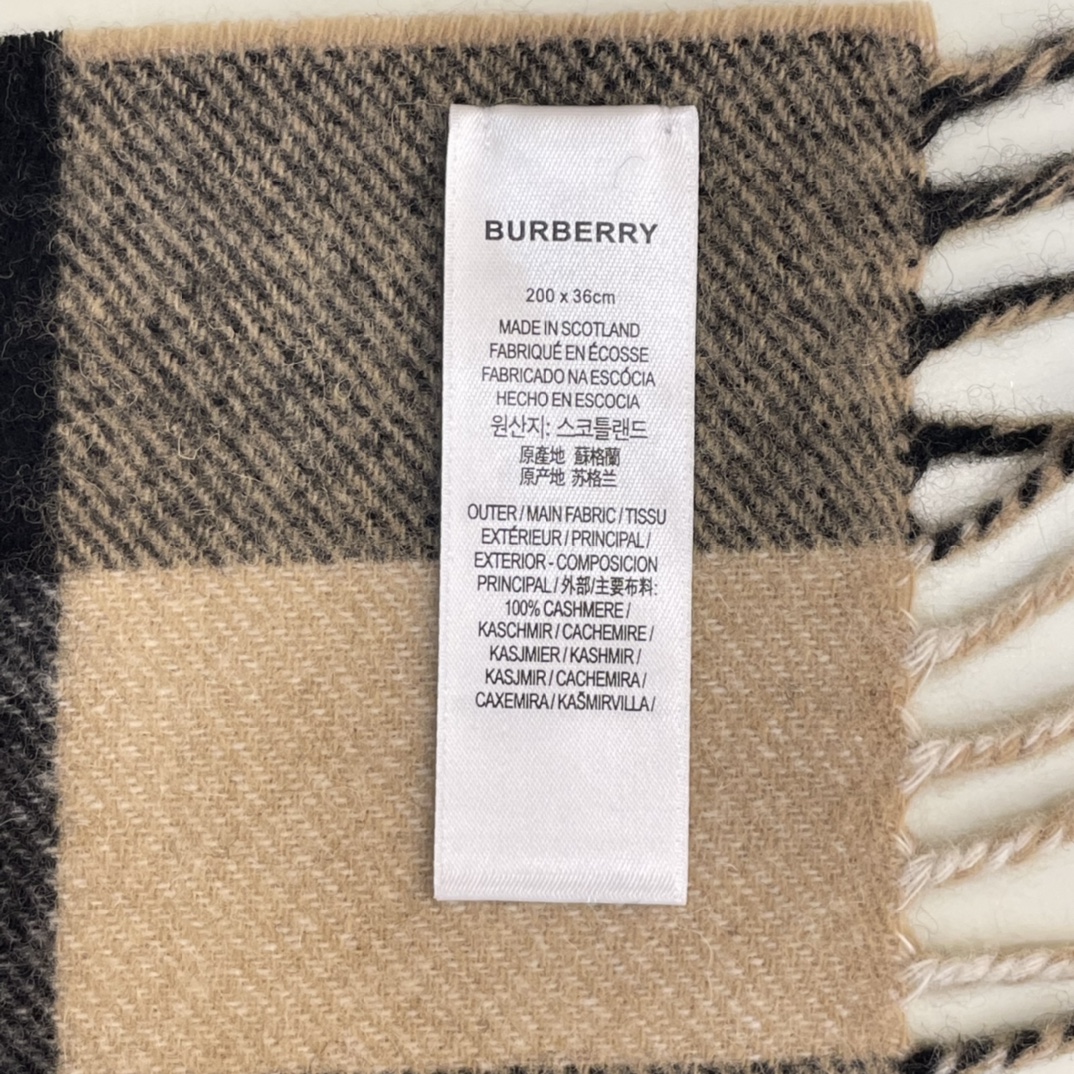 BURBERRY
200 x 36cm
MADE IN SCOTLAND
FABRIQUÉ EN ÉCOSSE
FABRICADO NA ESCÓCIA
HECHO EN ESCOCIA
원산지: 스코틀랜드
原產地 蘇格蘭
原产地 苏格兰
OUTER / MAIN FABRIC / TISSU
EXTÉRIEUR / PRINCIPAL /
EXTERIOR - COMPOSICION
PRINCIPAL / 外部/主要布料:
100% CASHMERE /
KASCHMIR / CACHEMIRE /
KASJMIER / KASHMIR /
KASJMIR / CACHEMIRA /
CAXEMIRA / KAŠMIRVILLA /